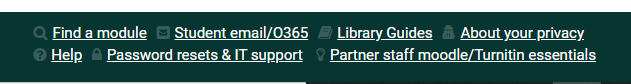 Find a module Student email/O365 Library Guides About your privacy
Help Password resets & IT support Partner staff moodle/Turnitin essentials